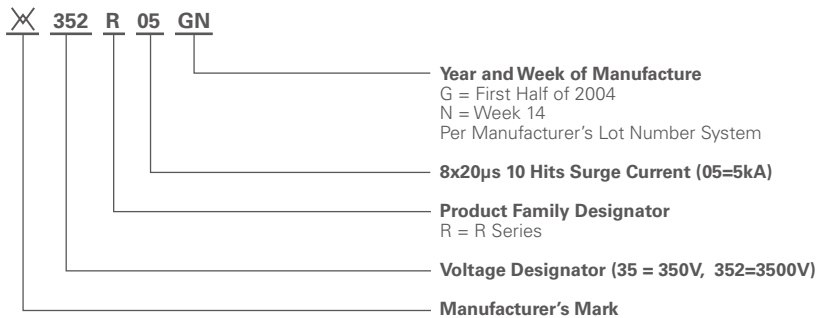 352 R 05 GN
Year and Week of Manufacture
G = First Half of 2004
N = Week 14
Per Manufacturer's Lot Number System
8x20µs 10 Hits Surge Current (05=5kA)
Product Family Designator
R = R Series
Voltage Designator (35 = 350V, 352=3500V)
Manufacturer's Mark